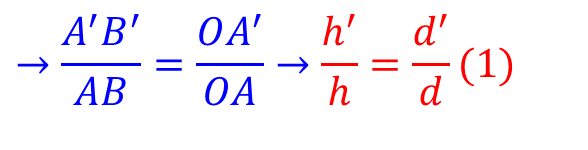 → A′B′/AB = OA′/OA → h′/h = d′/d (1)